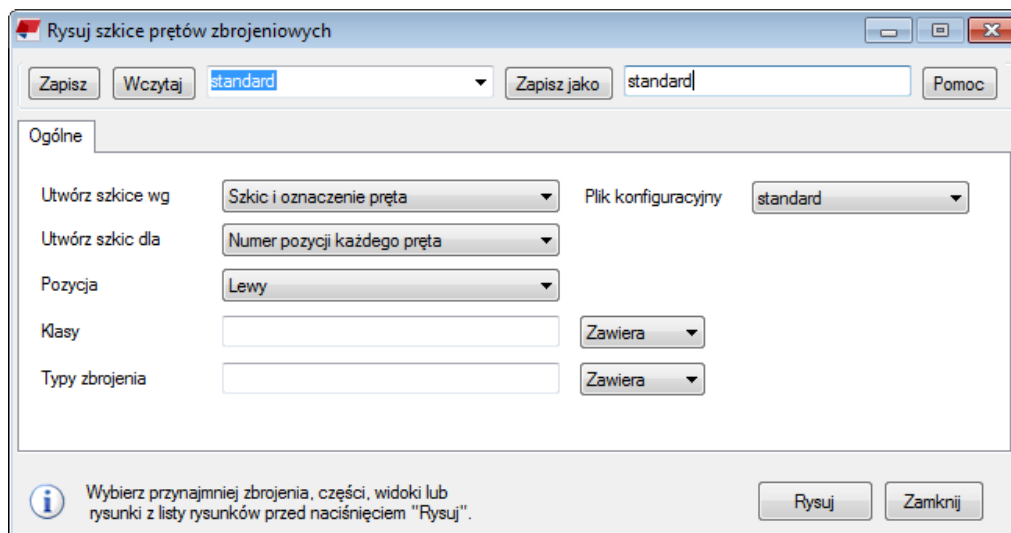 Rysuj szkice prętów zbrojeniowych
Zapisz Wczytaj standard Zapisz jako standard Pomoc
Ogólne
Utwórz szkice wg Szkic i oznaczenie pręta Plik konfiguracyjny standard
Utwórz szkic dla Numer pozycji każdego pręta
Pozycja Lewy
Klasy Zawiera
Typy zbrojenia Zawiera
Wybierz przynajmniej zbrojenia, części, widoki lub
rysunki z listy rysunków przed naciśnięciem "Rysuj".
Rysuj Zamknij